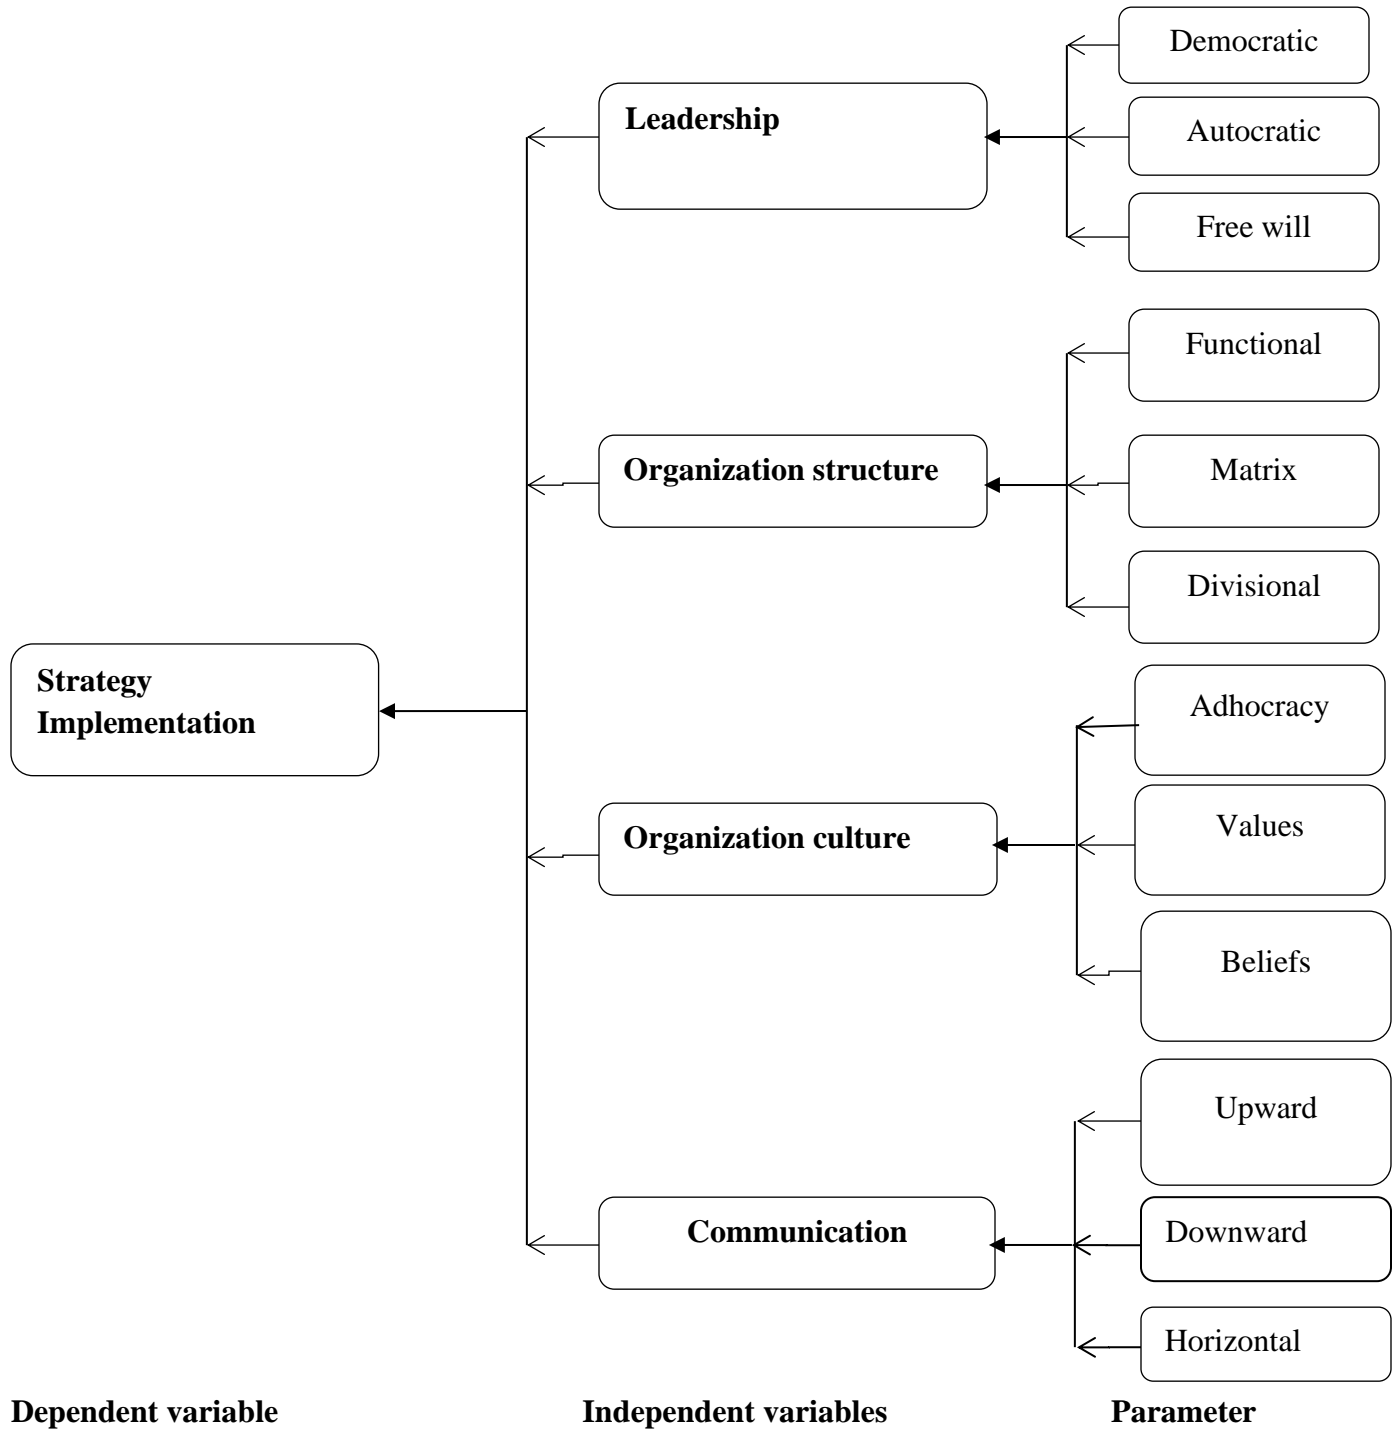 Democratic
Leadership
Autocratic
Free will
Functional
Organization structure
Matrix
Divisional
Strategy
Implementation
Adhocracy
Organization culture
Values
Beliefs
Upward
Communication
Downward
Horizontal
Dependent variable
Independent variables
Parameter